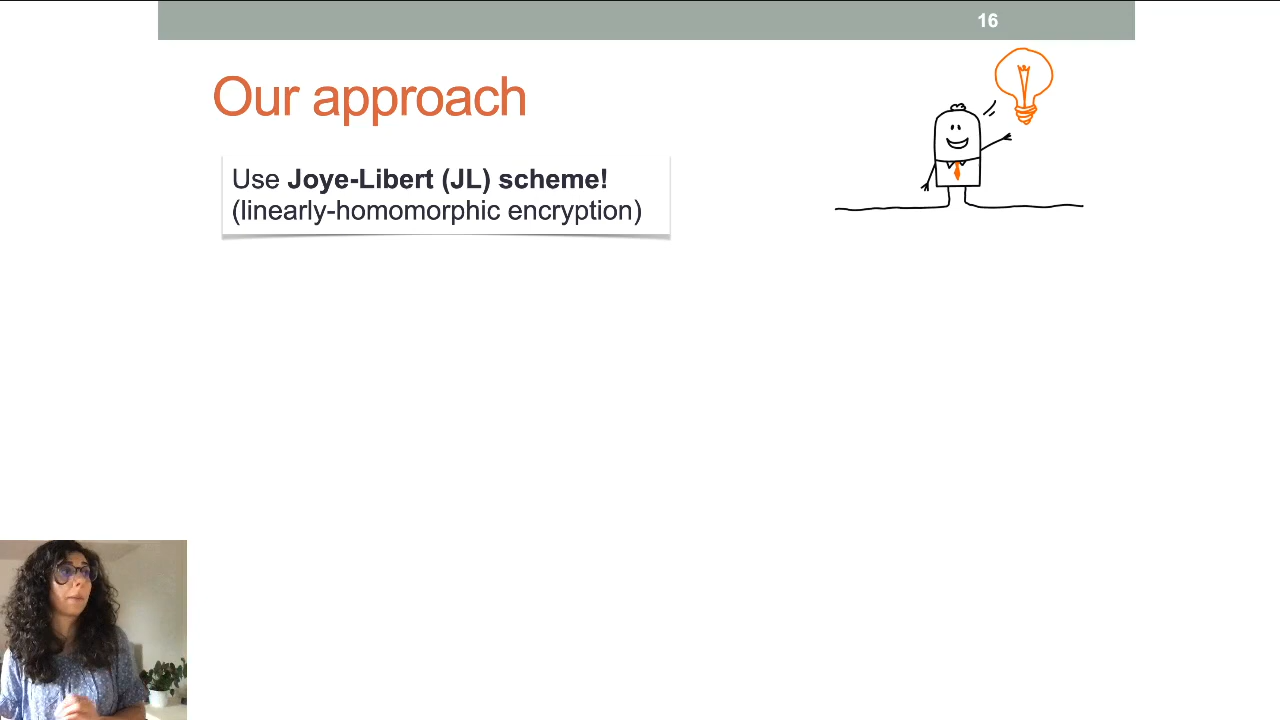 16
Our approach
Use Joye-Libert (JL) scheme!
(linearly-homomorphic encryption)